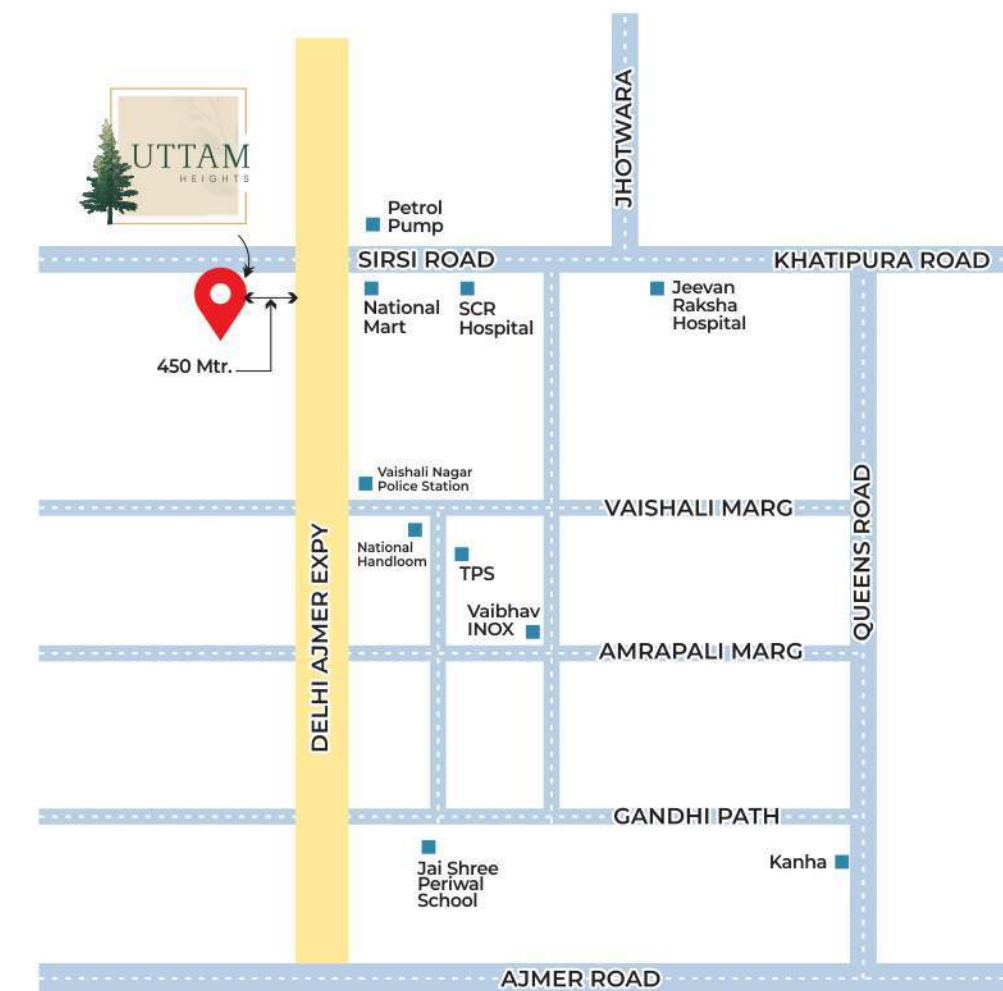 UTTAM
HEIGHTS
JHOTWARA
Petrol
Pump
SIRSI ROAD
KHATIPURA ROAD
National
Mart
SCR
Hospital
Jeevan
Raksha
Hospital
450 Mtr.
Vaishali Nagar
Police Station
VAISHALI MARG
QUEENS ROAD
DELHI AJMER EXPY
National
Handloom
TPS
Vaibhav
INOX
AMRAPALI MARG
GANDHI PATH
Jai Shree
Periwal
School
Kanha
AJMER ROAD